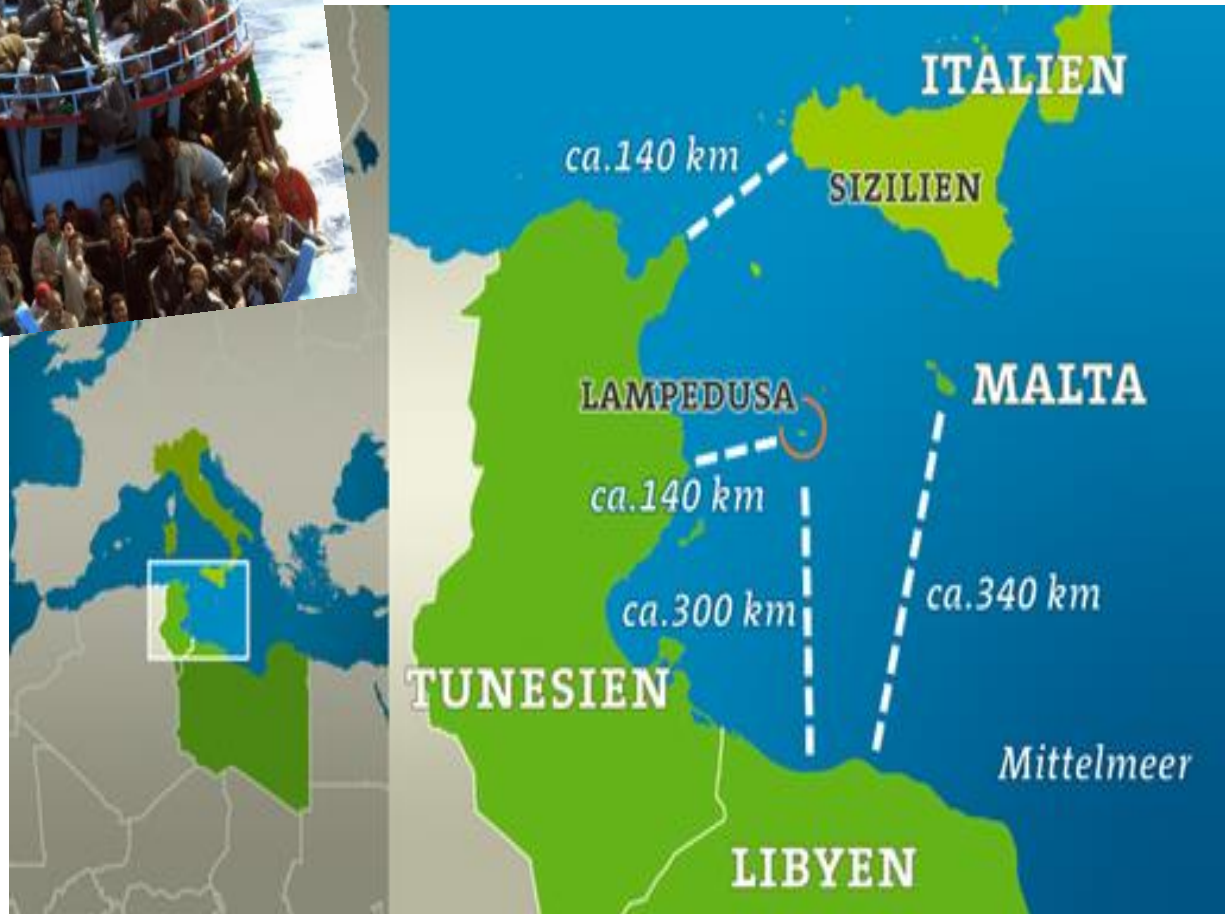 ITALIEN
ca.140 km
SIZILIEN
LAMPEDUSA
MALTA
ca.140 km
ca.300 km
ca.340 km
TUNESIEN
Mittelmeer
LIBYEN